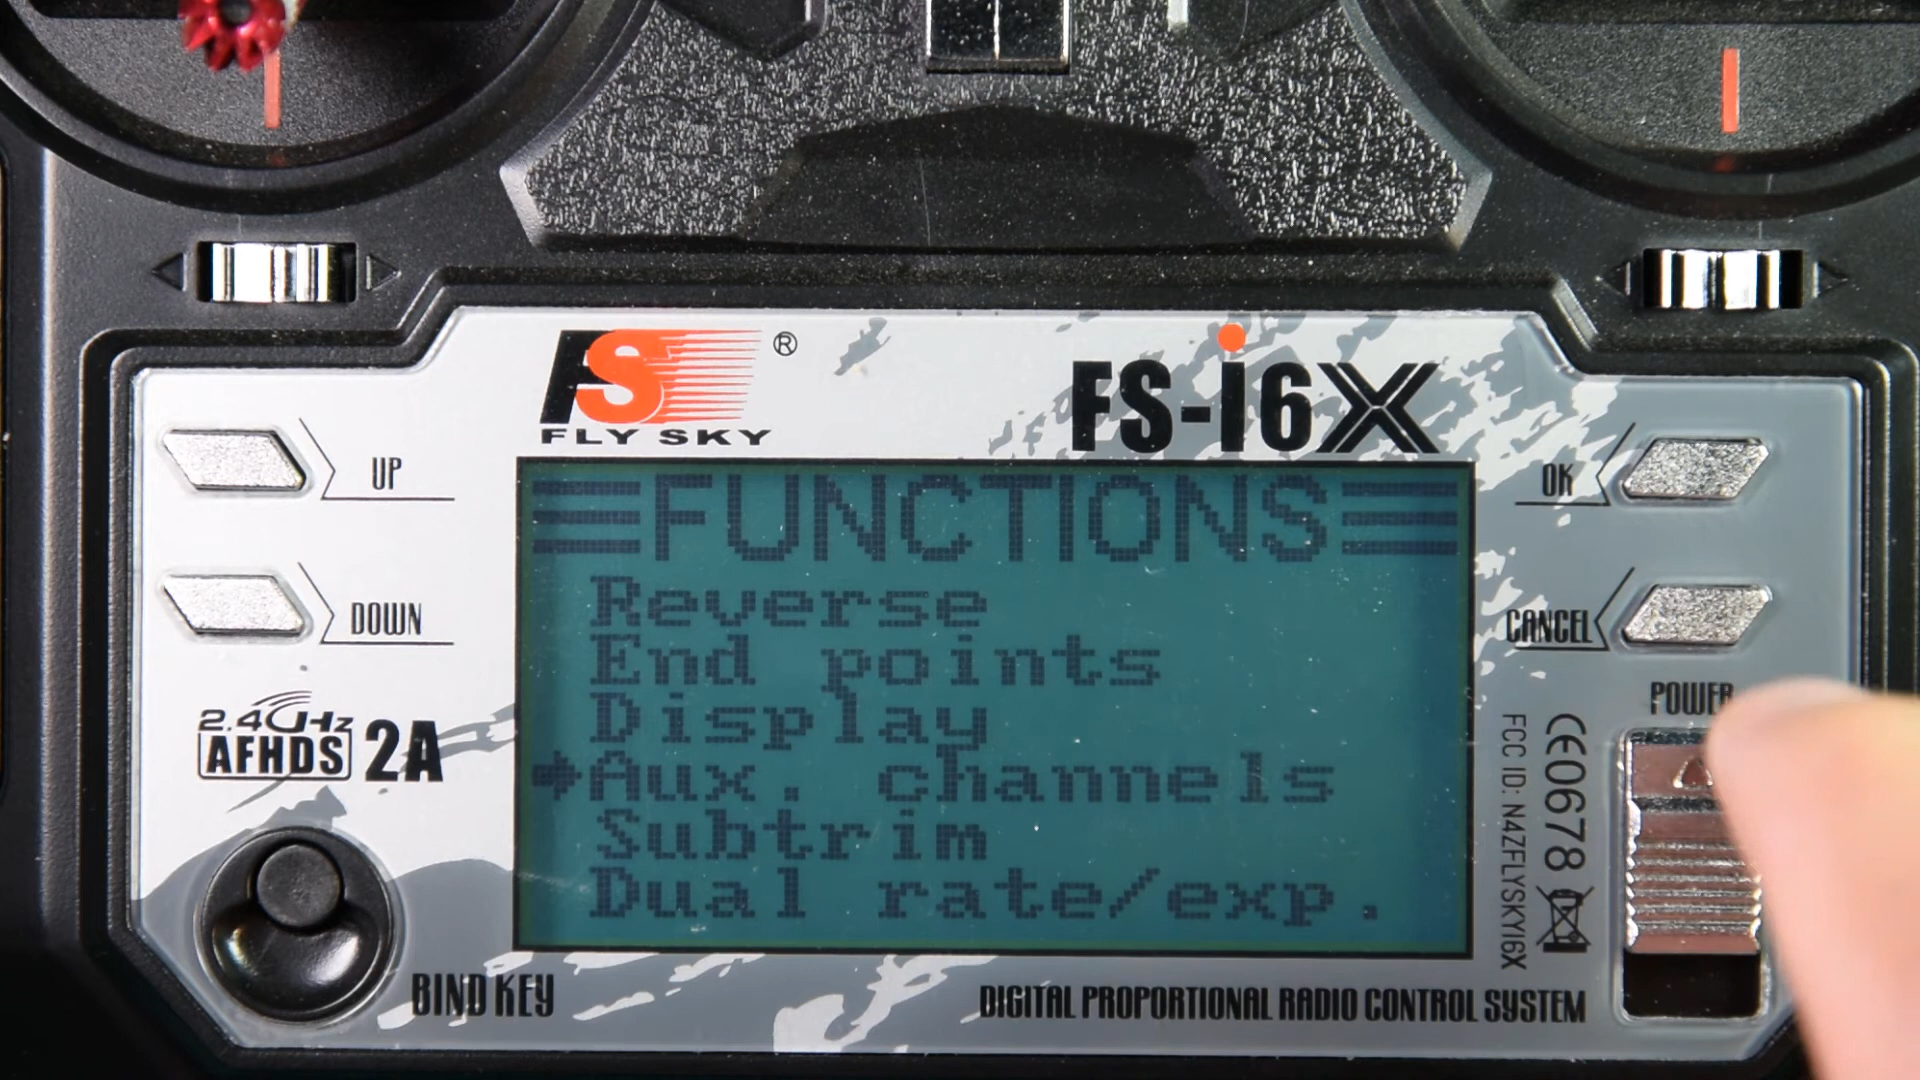 FS ®
FLY SKY
FS-i6X
UP
OK
FUNCTIONS
Reverse
End points
DOWN
CANCEL
Display
POWER
2.4GHz
AFHDS 2A
Aux. channels
Subtrim
Dual rate/exp.
CE0678
FCC ID: N4ZFLYSKYI6X
BIND KEY
DIGITAL PROPORTIONAL RADIO CONTROL SYSTEM